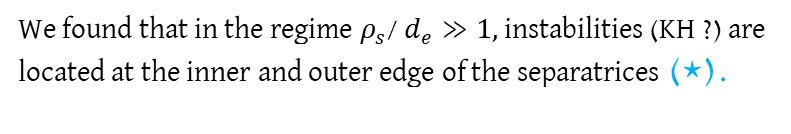 We found that in the regime ρₛ/ dₑ ≫ 1, instabilities (KH ?) are
located at the inner and outer edge of the separatrices (⋆).